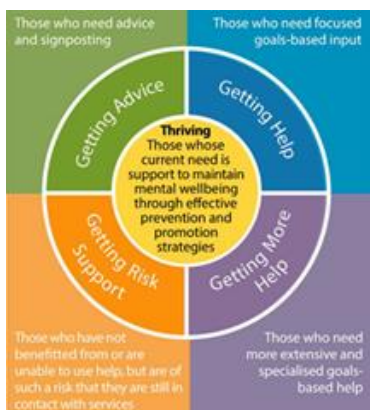 Those who need advice
and signposting
Those who need focused
goals-based input
Getting Advice
Getting Help
Thriving
Those whose
current need is
support to maintain
mental wellbeing
through effective
prevention and
promotion
strategies
Getting Risk
Support
Getting More
Help
Those who have not
benefitted from or are
unable to use help, but are of
such a risk that they are still in
contact with services
Those who need
more extensive and
specialised goals-
based help